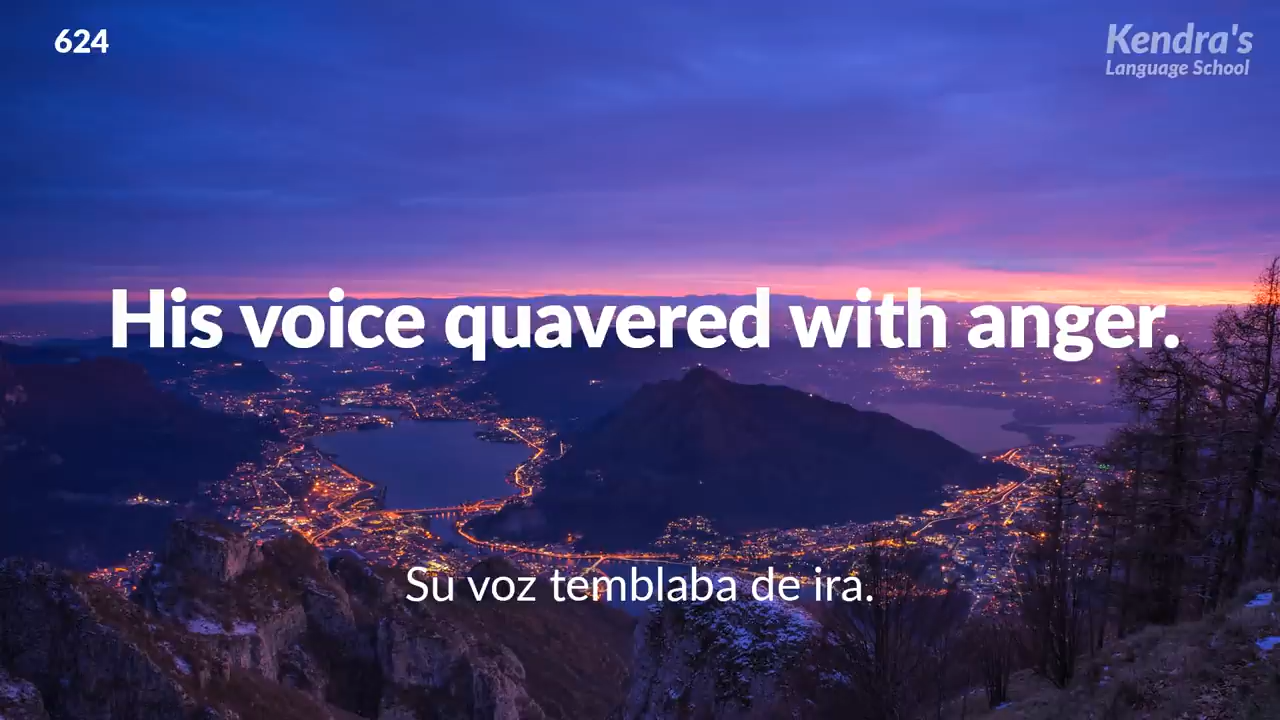 624
Kendra's
Language School
His voice quavered with anger.
Su voz temblaba de ira.